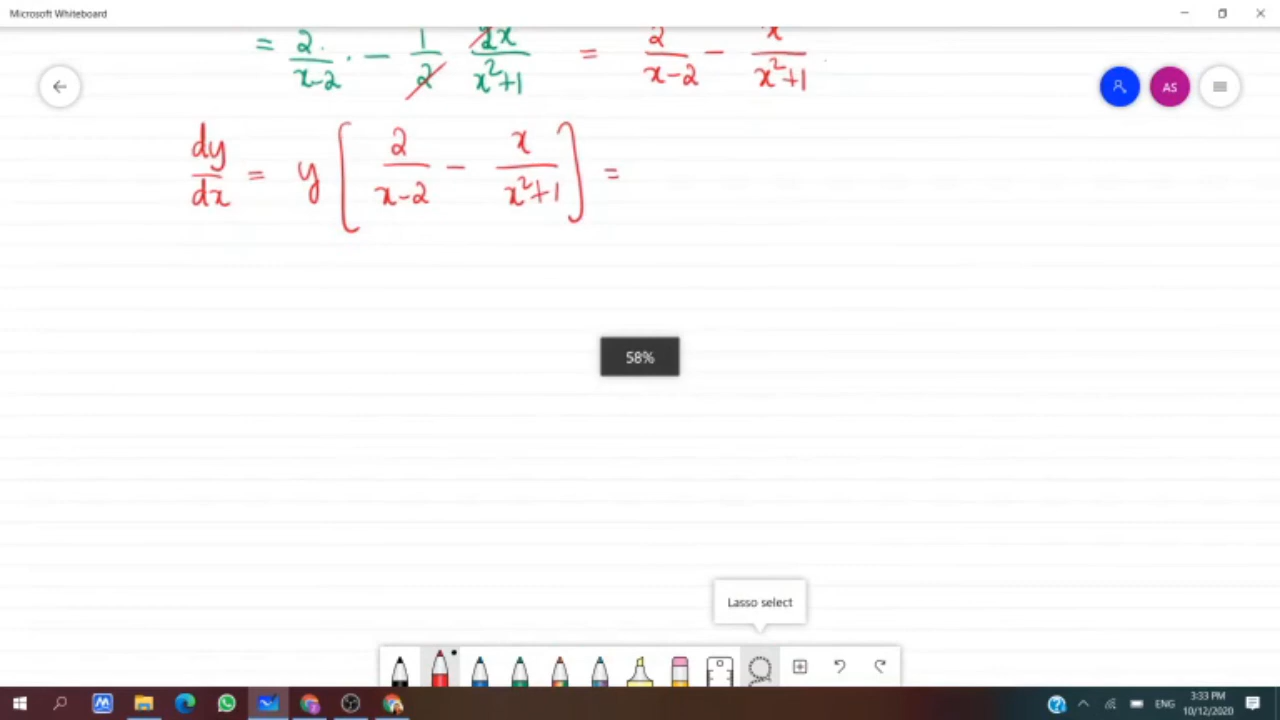 Microsoft Whiteboard
= 2/(x-2) · - 1/2 2x/(x²+1) = 2/(x-2) - x/(x²+1)
AS
dy/dx = y [ 2/(x-2) - x/(x²+1) ] =
58%
Lasso select
ENG
3:33 PM
10/12/2020